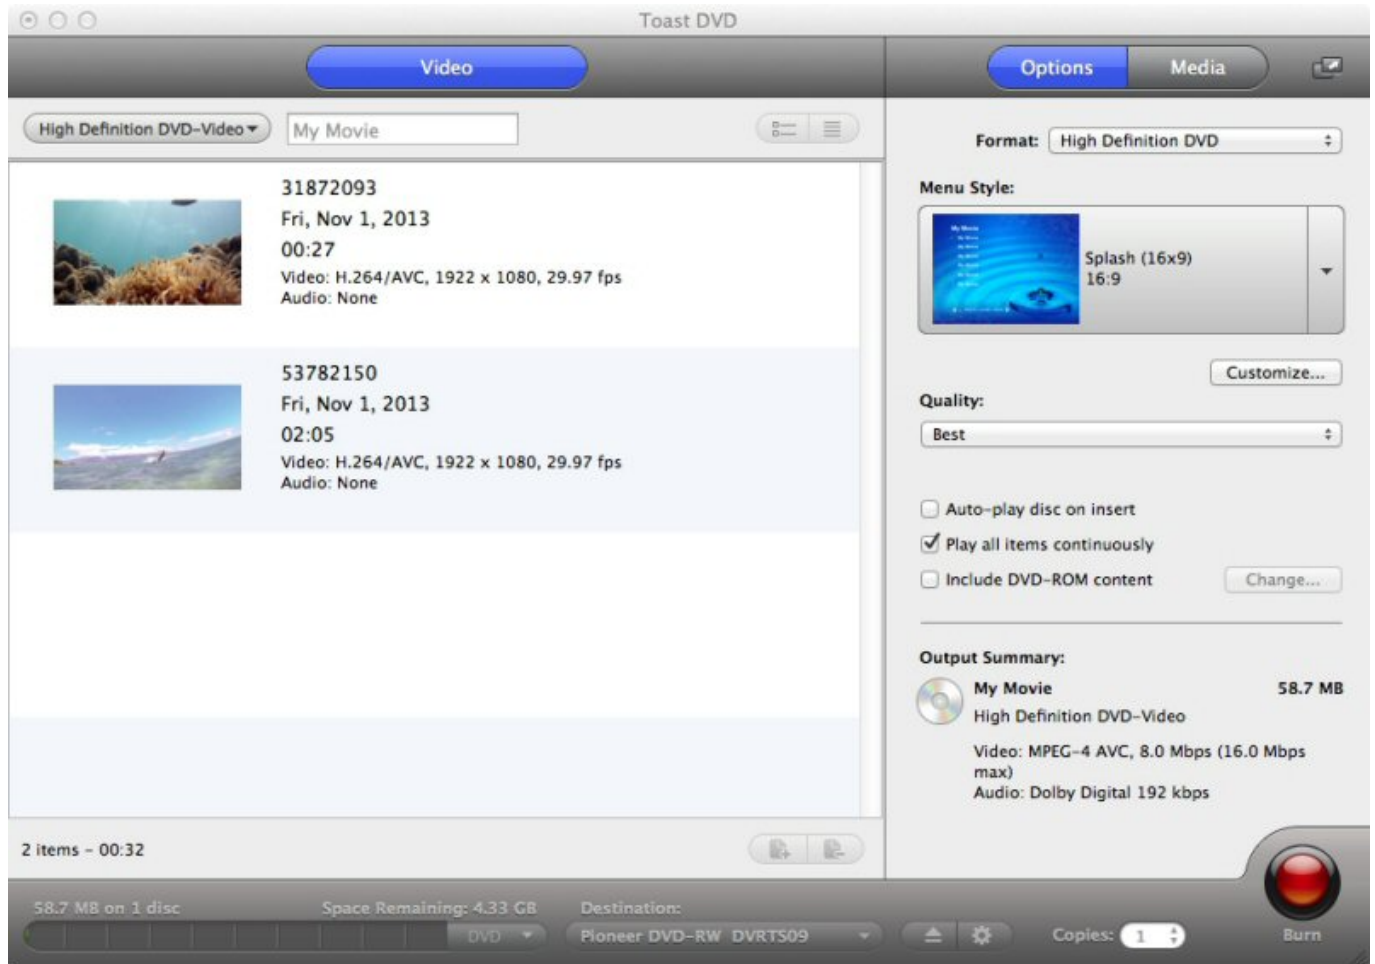 Toast DVD
Video
Options
Media
High Definition DVD-Video
My Movie
Format:
High Definition DVD
31872093
Fri, Nov 1, 2013
00:27
Video: H.264/AVC, 1922 x 1080, 29.97 fps
Audio: None
Menu Style:
My Movie
Splash (16x9)
16:9
Customize...
53782150
Fri, Nov 1, 2013
02:05
Video: H.264/AVC, 1922 x 1080, 29.97 fps
Audio: None
Quality:
Best
Auto-play disc on insert
Play all items continuously
Include DVD-ROM content
Change...
Output Summary:
My Movie
58.7 MB
High Definition DVD-Video
Video: MPEG-4 AVC, 8.0 Mbps (16.0 Mbps
max)
Audio: Dolby Digital 192 kbps
2 items - 00:32
58.7 MB on 1 disc
Space Remaining: 4.33 GB
DVD
Destination:
Pioneer DVD-RW DVRTS09
Copies: 1
Burn